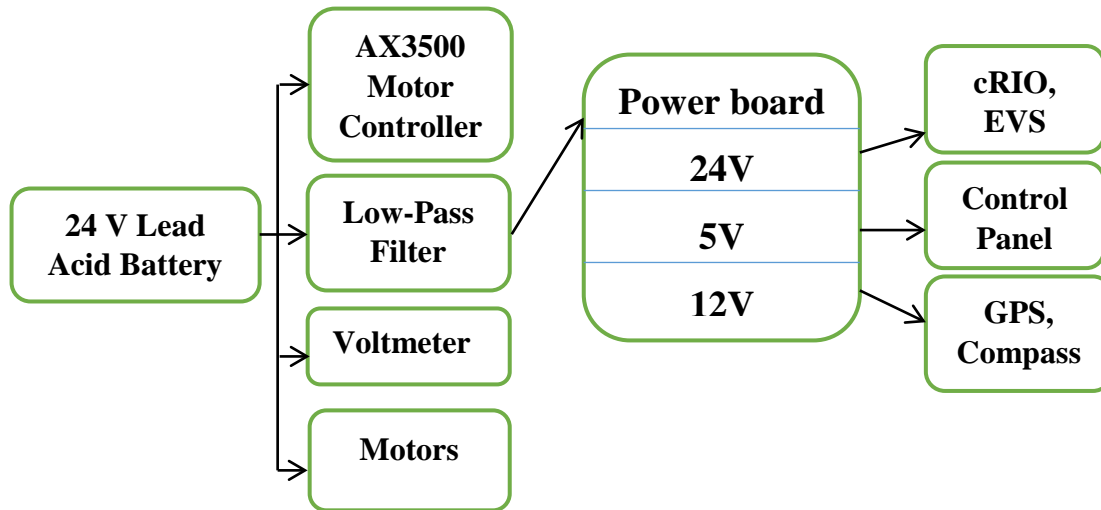 24 V Lead
Acid Battery
AX3500
Motor
Controller
Low-Pass
Filter
Voltmeter
Motors
Power board
24V
5V
12V
cRIO,
EVS
Control
Panel
GPS,
Compass